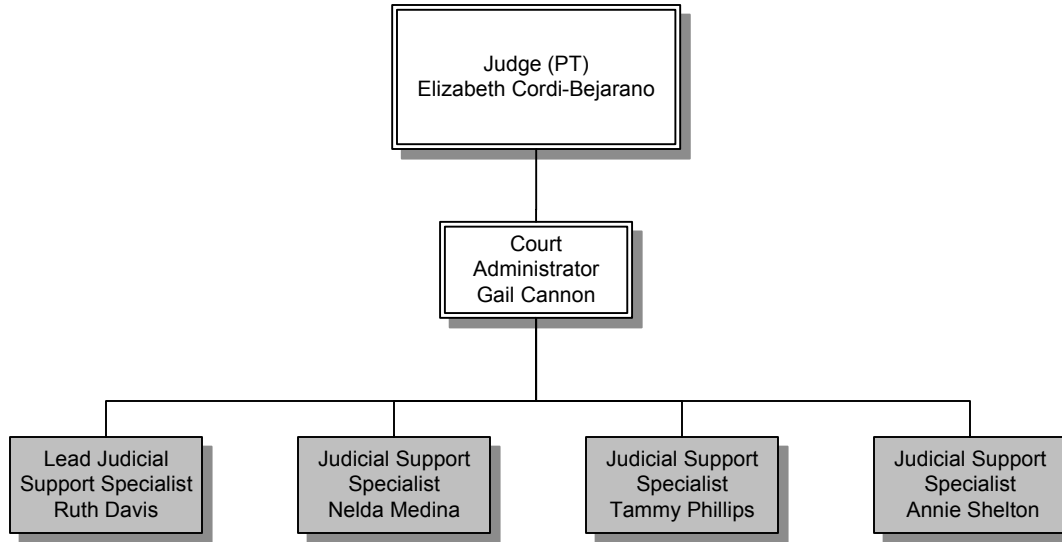 Judge (PT)
Elizabeth Cordi-Bejarano
Court
Administrator
Gail Cannon
Lead Judicial
Support Specialist
Ruth Davis
Judicial Support
Specialist
Nelda Medina
Judicial Support
Specialist
Tammy Phillips
Judicial Support
Specialist
Annie Shelton